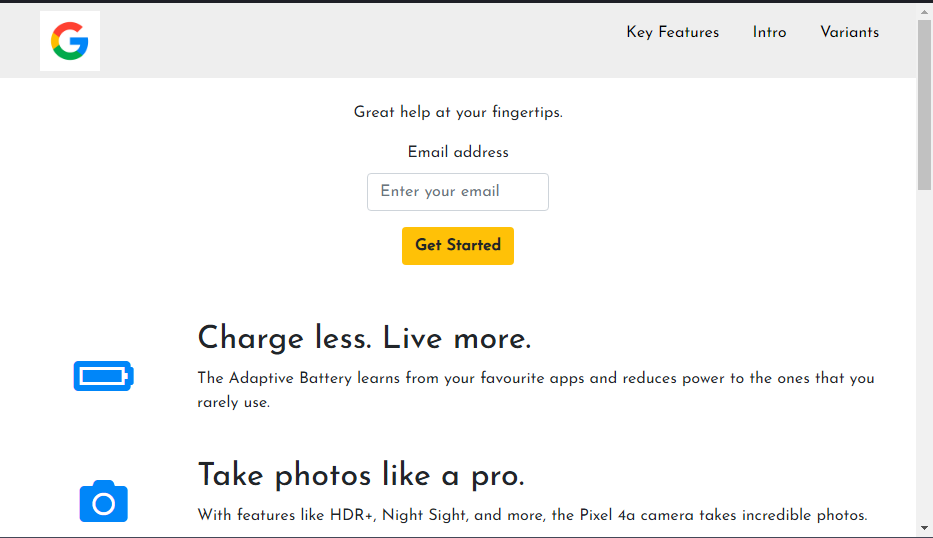 Key Features Intro Variants
Great help at your fingertips.
Email address
Enter your email
Get Started
Charge less. Live more.
The Adaptive Battery learns from your favourite apps and reduces power to the ones that you
rarely use.
Take photos like a pro.
With features like HDR+, Night Sight, and more, the Pixel 4a camera takes incredible photos.